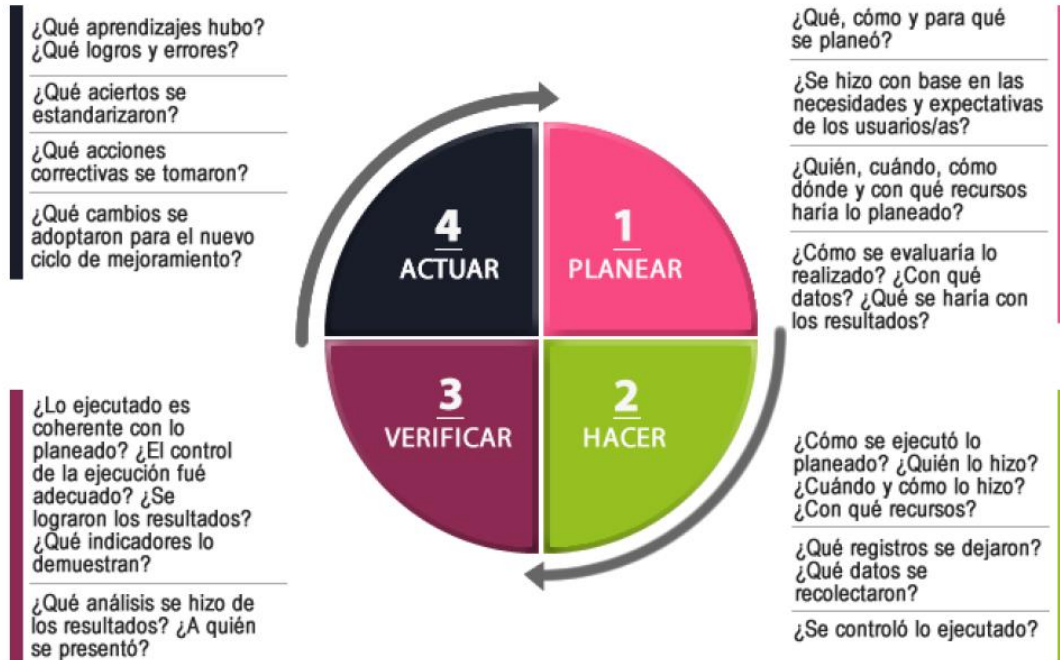 ¿Qué aprendizajes hubo?
¿Qué logros y errores?
¿Qué aciertos se
estandarizaron?
¿Qué acciones
correctivas se tomaron?
¿Qué cambios se
adoptaron para el nuevo
ciclo de mejoramiento?
¿Qué, cómo y para qué
se planeó?
¿Se hizo con base en las
necesidades y expectativas
de los usuarios/as?
¿Quién, cuándo, cómo
dónde y con qué recursos
haría lo planeado?
¿Cómo se evaluaría lo
realizado? ¿Con qué
datos? ¿Qué se haría con
los resultados?
4
ACTUAR
1
PLANEAR
3
VERIFICAR
2
HACER
¿Lo ejecutado es
coherente con lo
planeado? ¿El control
de la ejecución fué
adecuado? ¿Se
lograron los resultados?
¿Qué indicadores lo
demuestran?
¿Qué análisis se hizo de
los resultados? ¿A quién
se presentó?
¿Cómo se ejecutó lo
planeado? ¿Quién lo hizo?
¿Cuándo y cómo lo hizo?
¿Con qué recursos?
¿Qué registros se dejaron?
¿Qué datos se
recolectaron?
¿Se controló lo ejecutado?